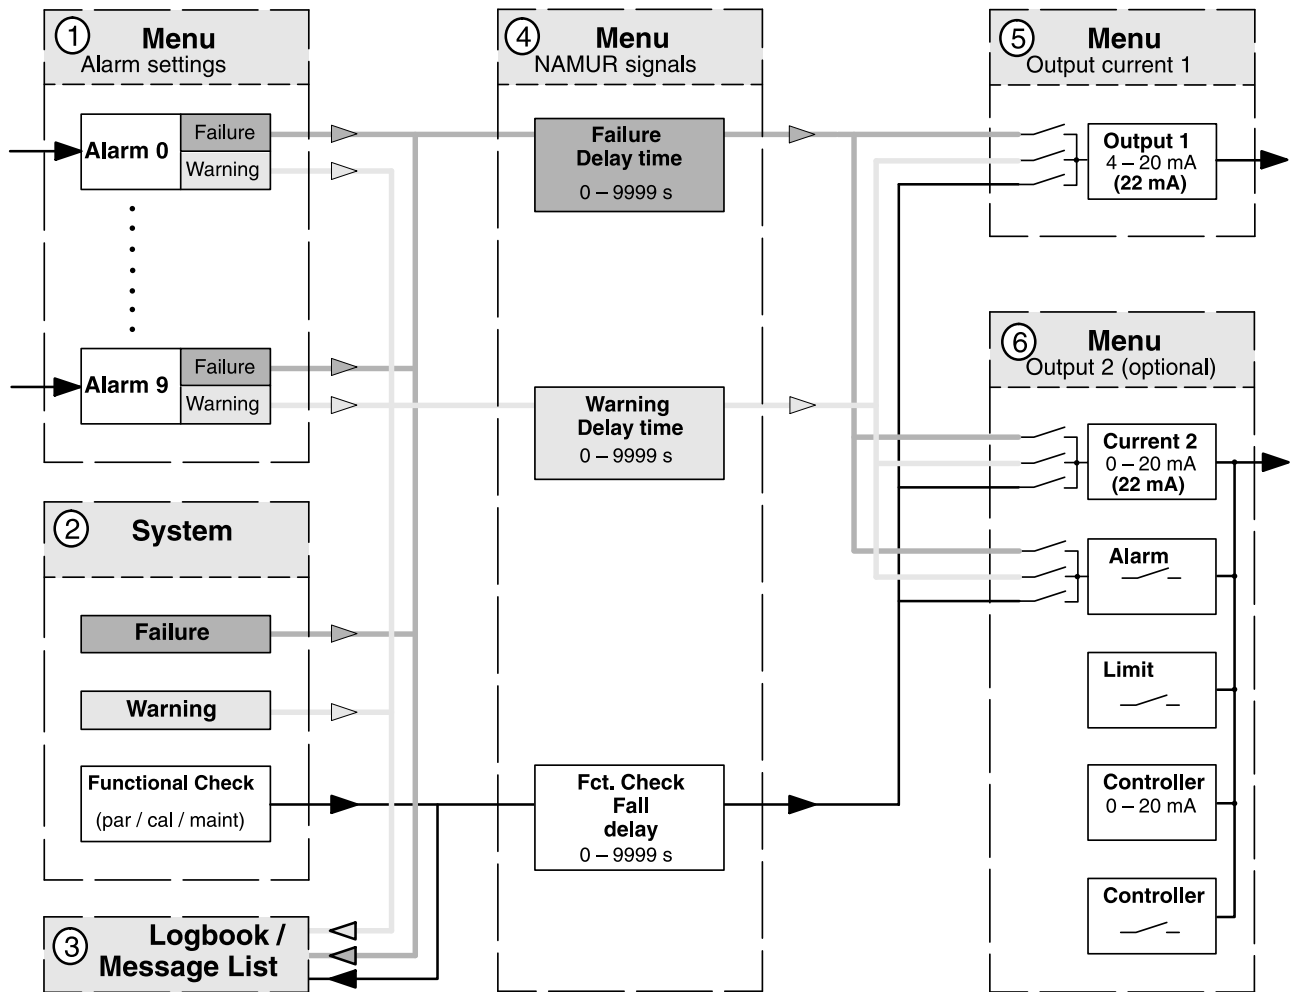 1
Menu
Alarm settings
Alarm 0
Failure
Warning
Alarm 9
Failure
Warning
2
System
Failure
Warning
Functional Check
(par / cal / maint)
3
Logbook /
Message List
4
Menu
NAMUR signals
Failure
Delay time
0 – 9999 s
Warning
Delay time
0 – 9999 s
Fct. Check
Fall
delay
0 – 9999 s
5
Menu
Output current 1
Output 1
4 – 20 mA
(22 mA)
6
Menu
Output 2 (optional)
Current 2
0 – 20 mA
(22 mA)
Alarm
Limit
Controller
0 – 20 mA
Controller